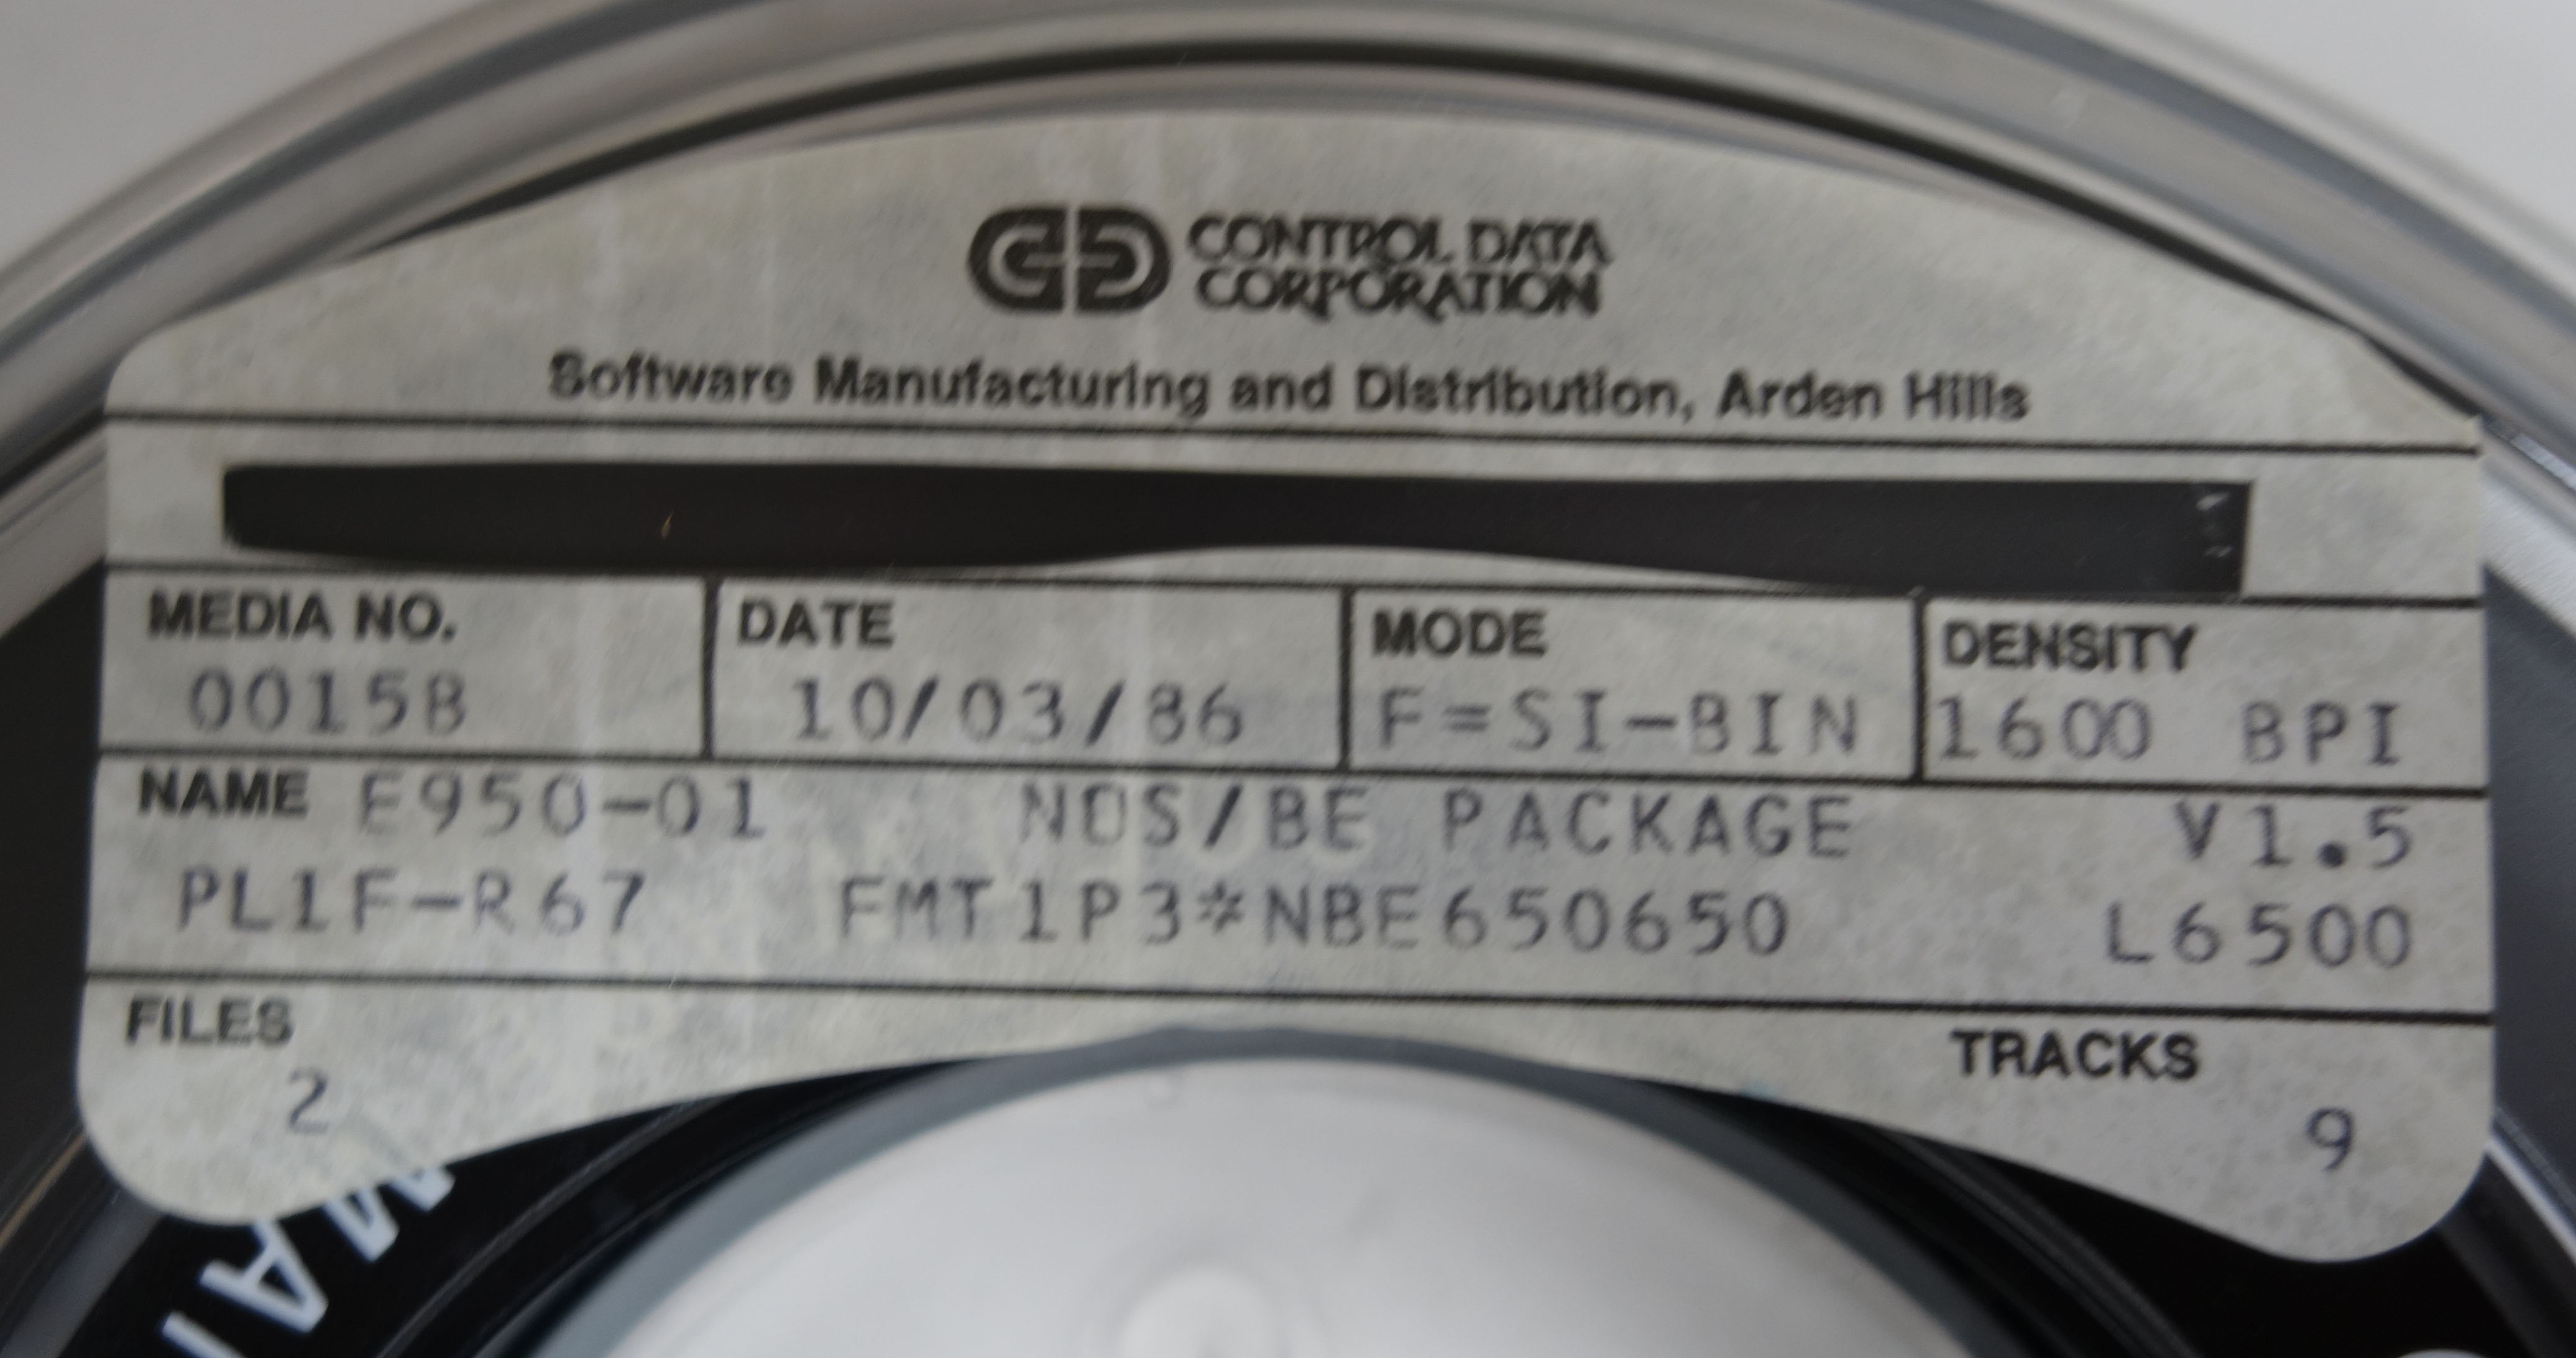 CONTROL DATA
CORPORATION
Software Manufacturing and Distribution, Arden Hills
MEDIA NO. DATE MODE DENSITY
0015B 10/03/86 F=SI-BIN 1600 BPI
NAME E950-01 NOS/BE PACKAGE V1.5
PL1F-R67 FMT1P3*NBE650650 L6500
FILES TRACKS
2 9